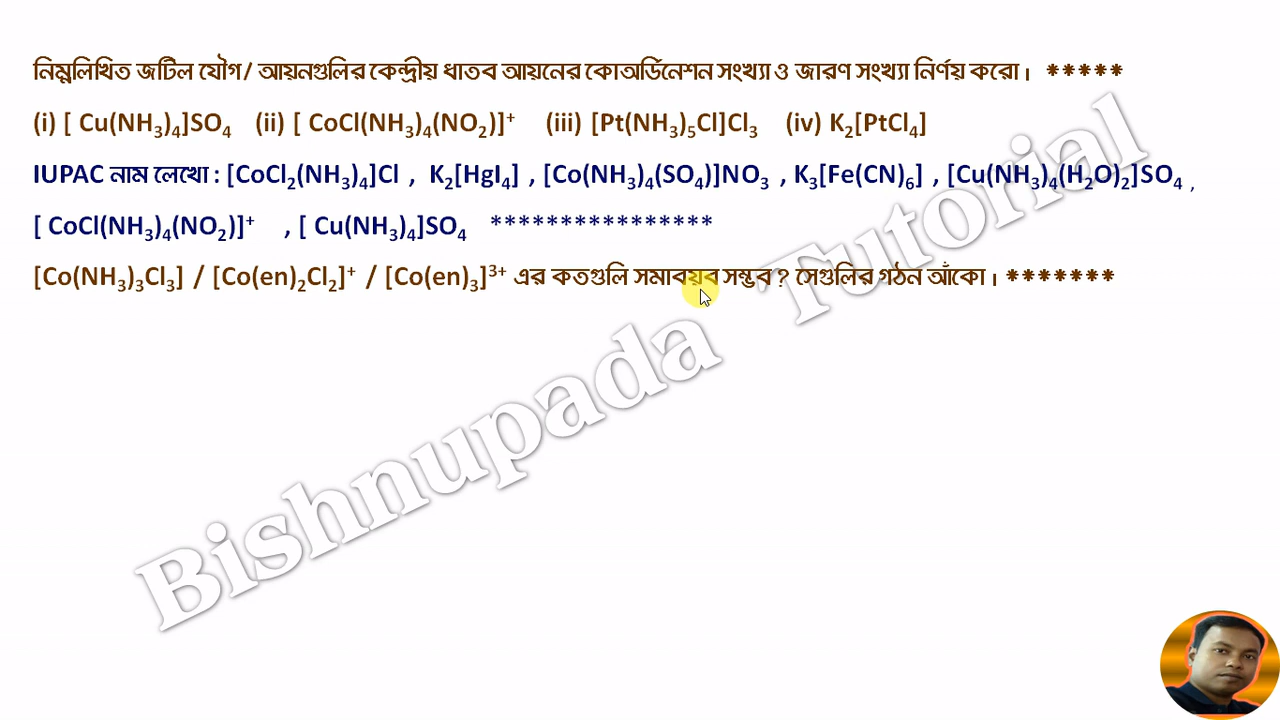 নিম্নলিখিত জটিল যৌগ/ আয়নগুলির কেন্দ্রীয় ধাতব আয়নের কোঅর্ডিনেশন সংখ্যা ও জারণ সংখ্যা নির্ণয় করো। *****
(i) [ Cu(NH₃)₄]SO₄ (ii) [ CoCl(NH₃)₄(NO₂)]⁺ (iii) [Pt(NH₃)₅Cl]Cl₃ (iv) K₂[PtCl₄]
IUPAC নাম লেখো : [CoCl₂(NH₃)₄]Cl , K₂[HgI₄] , [Co(NH₃)₄(SO₄)]NO₃ , K₃[Fe(CN)₆] , [Cu(NH₃)₄(H₂O)₂]SO₄ ,
[ CoCl(NH₃)₄(NO₂)]⁺ , [ Cu(NH₃)₄]SO₄ ****************
[Co(NH₃)₃Cl₃] / [Co(en)₂Cl₂]⁺ / [Co(en)₃]³⁺ এর কতগুলি সমাবয়ব সম্ভব ? সেগুলির গঠন আঁকো । *******
Bishnupada Tutorial